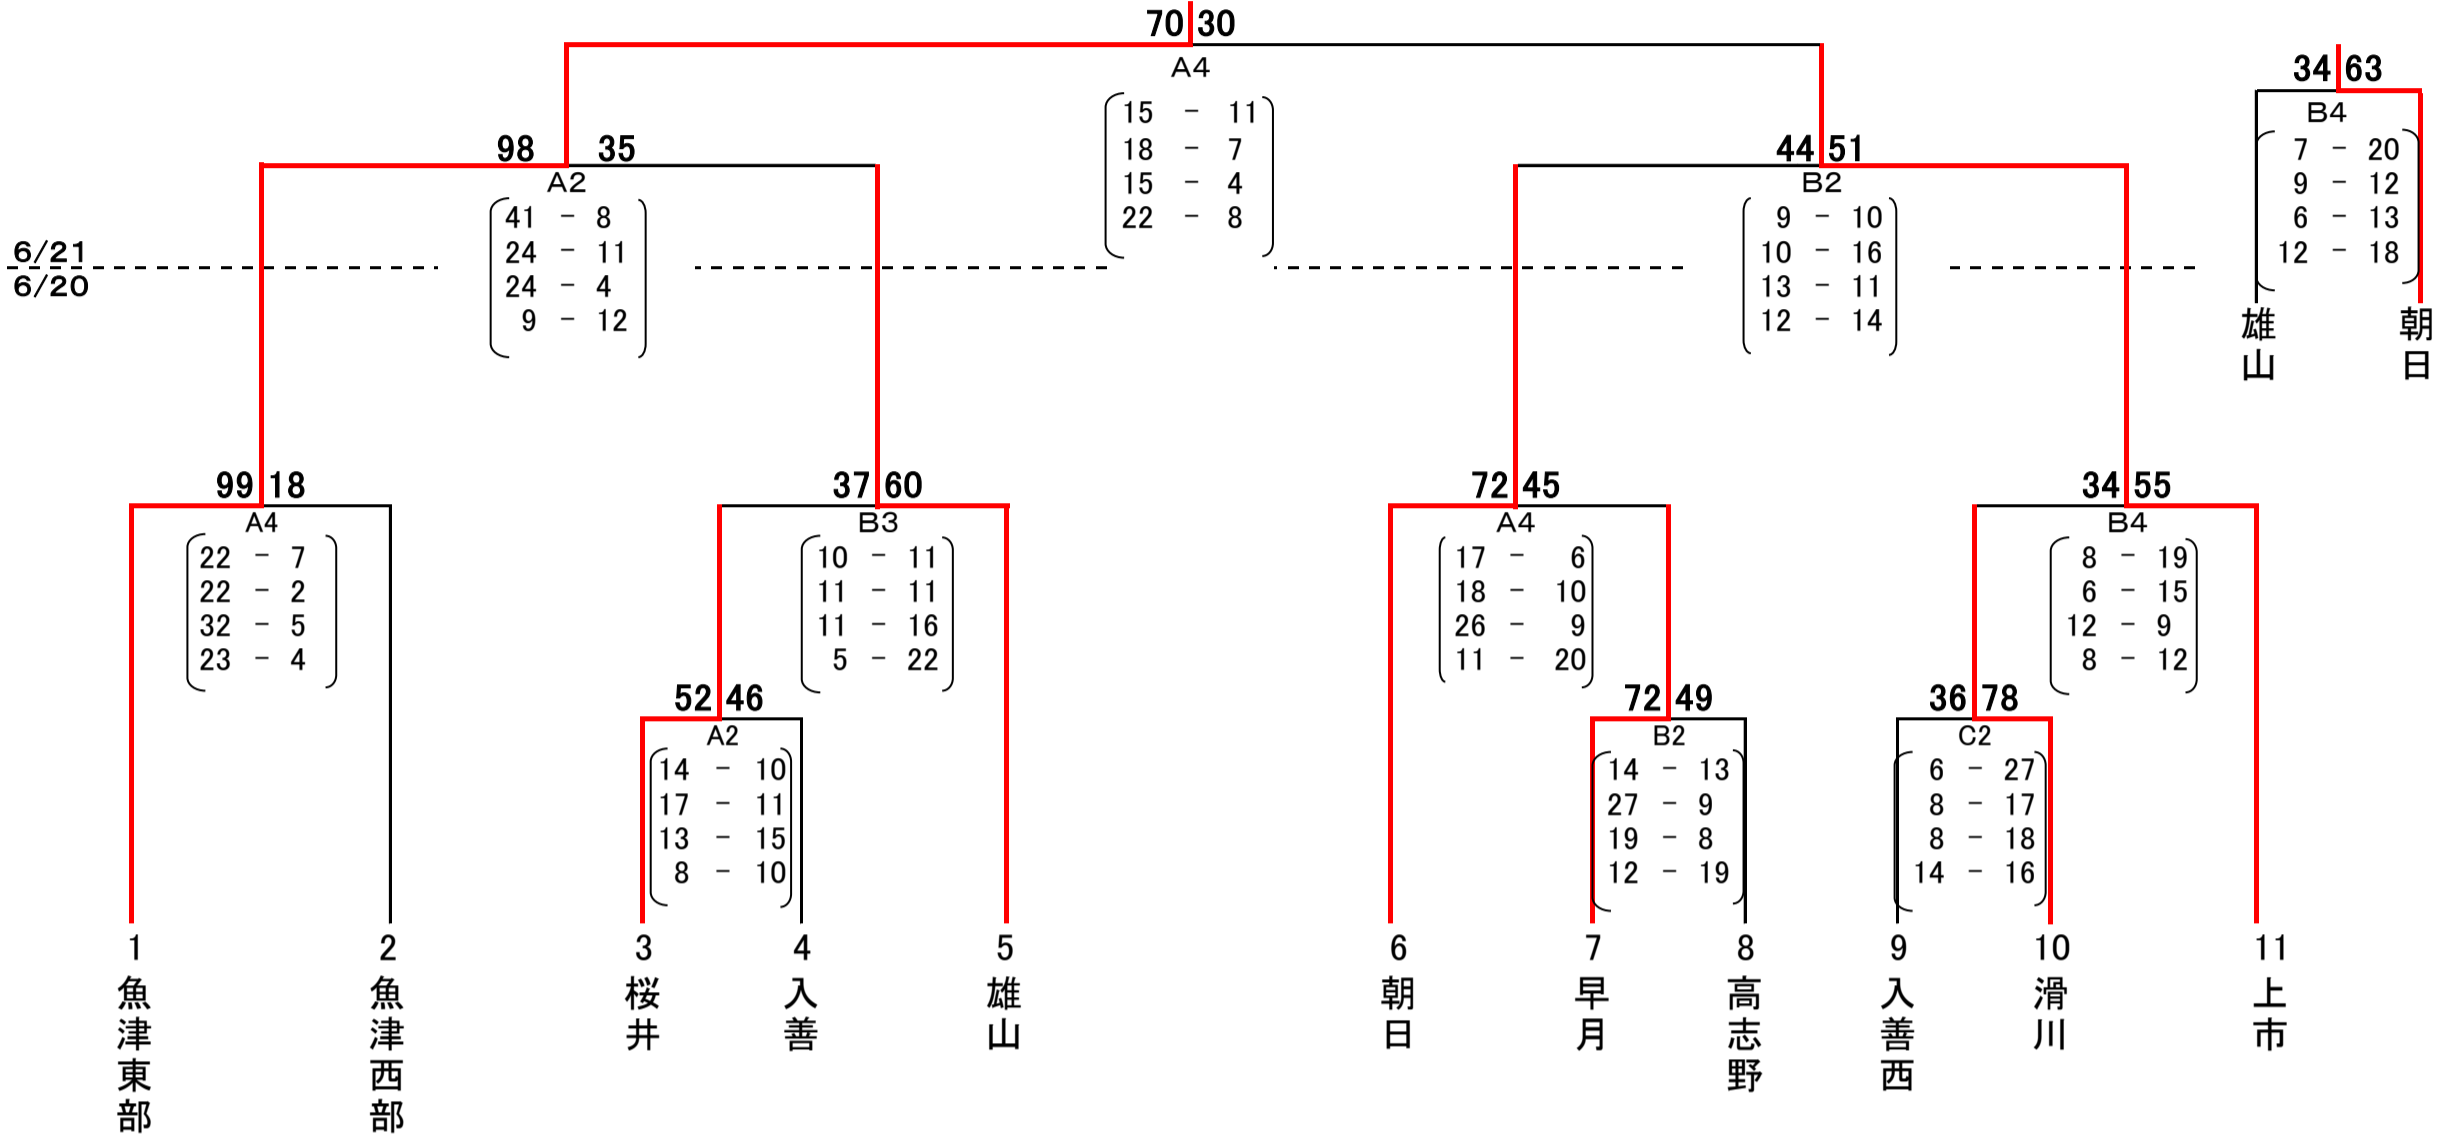 70 30
A4
15 - 11
18 - 7
15 - 4
22 - 8
34 63
B4
7 - 20
9 - 12
6 - 13
12 - 18
雄山
朝日
98 35
A2
41 - 8
24 - 11
24 - 4
9 - 12
44 51
B2
9 - 10
10 - 16
13 - 11
12 - 14
6/21
6/20
99 18
A4
22 - 7
22 - 2
32 - 5
23 - 4
37 60
B3
10 - 11
11 - 11
11 - 16
5 - 22
72 45
A4
17 - 6
18 - 10
26 - 9
11 - 20
34 55
B4
8 - 19
6 - 15
12 - 9
8 - 12
52 46
A2
14 - 10
17 - 11
13 - 15
8 - 10
72 49
B2
14 - 13
27 - 9
19 - 8
12 - 19
36 78
C2
6 - 27
8 - 17
8 - 18
14 - 16
1
魚津東部
2
魚津西部
3
桜井
4
入善
5
雄山
6
朝日
7
早月
8
高志野
9
入善西
10
滑川
11
上市